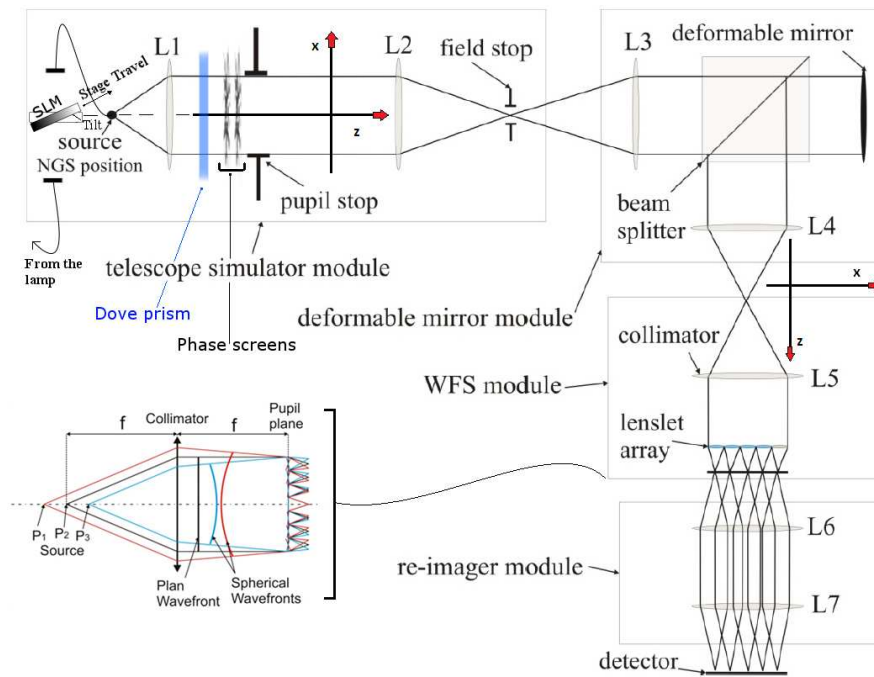 L1
L2
L3
x
z
field stop
deformable mirror
SLM
Stage Travel
Tilt
source
NGS position
pupil stop
beam
splitter
L4
From the
lamp
telescope simulator module
Dove prism
Phase screens
deformable mirror module
x
z
collimator
WFS module
L5
lenslet
array
f
Collimator
f
Pupil
plane
P1
P2
P3
Source
Plan
Wavefront
Spherical
Wavefronts
L6
re-imager module
L7
detector